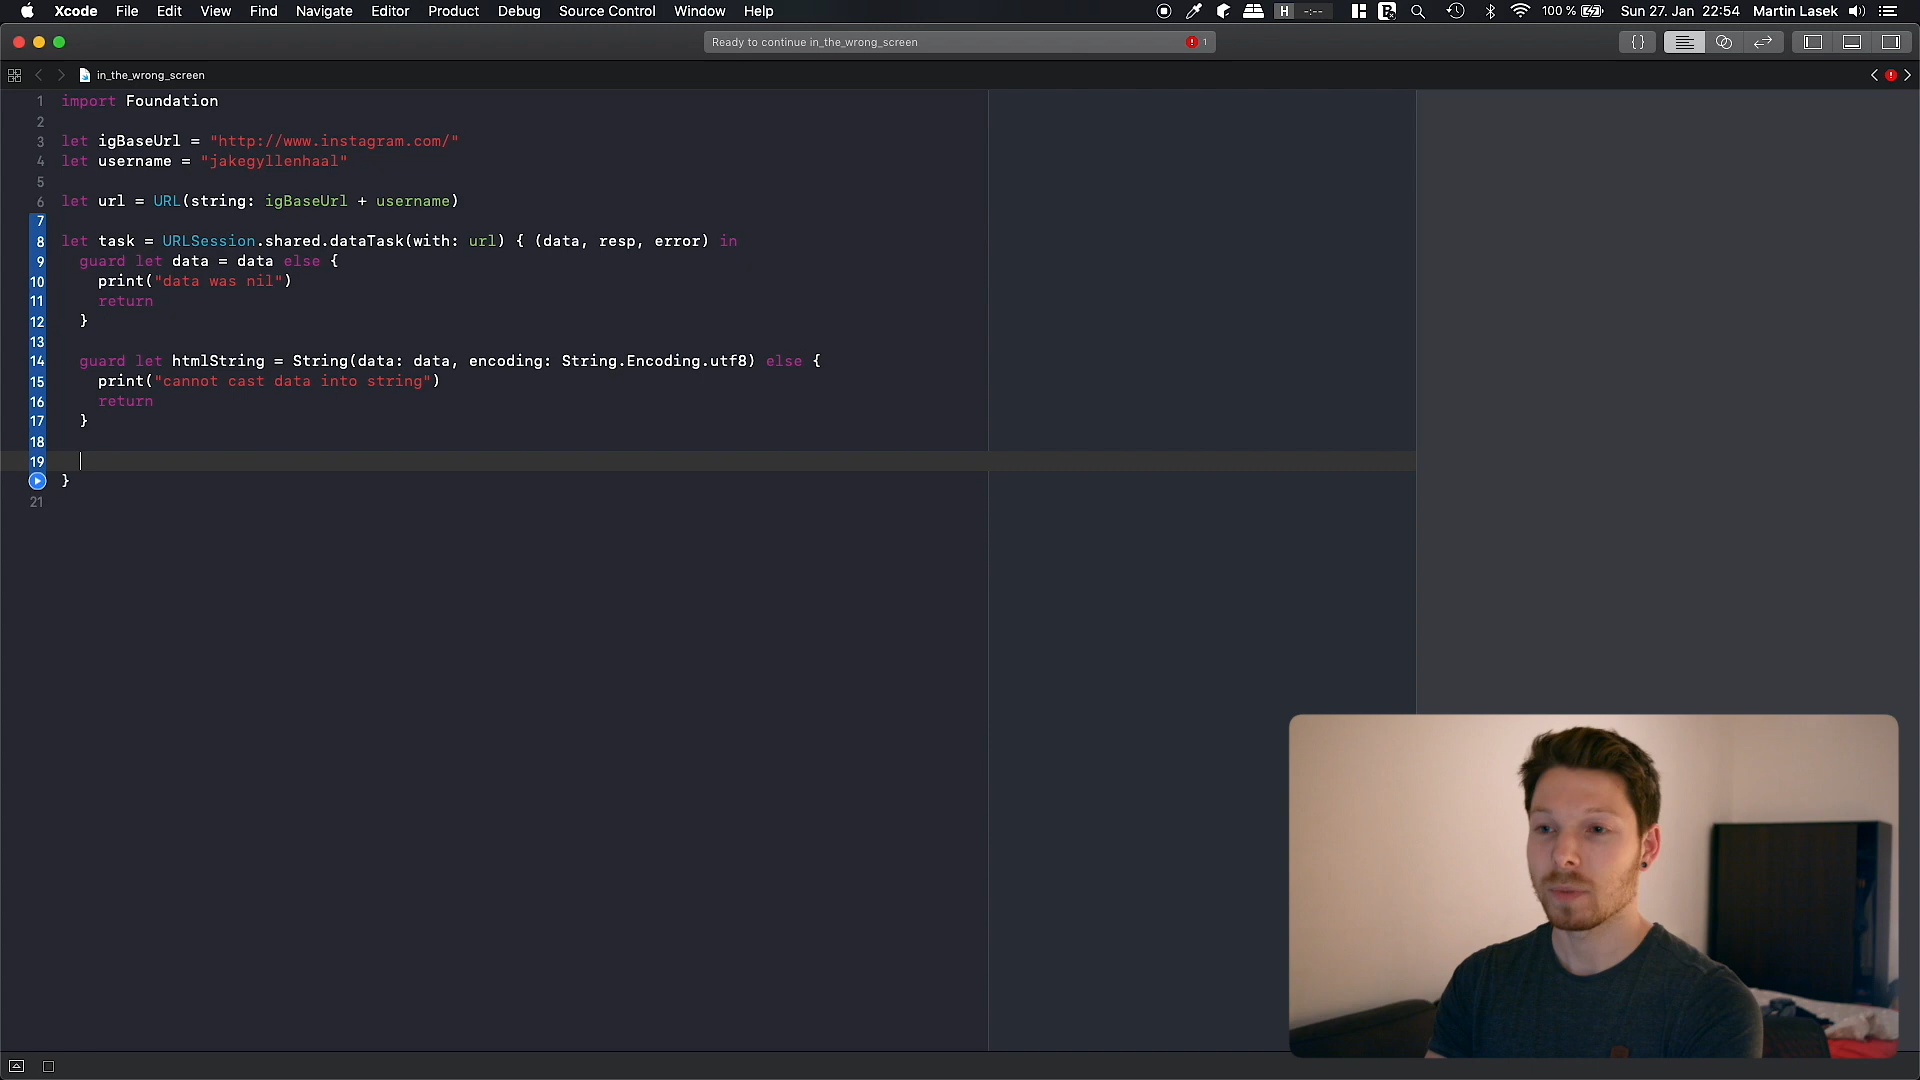 Xcode File Edit View Find Navigate Editor Product Debug Source Control Window Help
H -:-- 100 % Sun 27. Jan 22:54 Martin Lasek
Ready to continue in_the_wrong_screen 1
{}
in_the_wrong_screen
1 import Foundation
2
3 let igBaseUrl = "http://www.instagram.com/"
4 let username = "jakegyllenhaal"
5
6 let url = URL(string: igBaseUrl + username)
7
8 let task = URLSession.shared.dataTask(with: url) { (data, resp, error) in
9 guard let data = data else {
10 print("data was nil")
11 return
12 }
13
14 guard let htmlString = String(data: data, encoding: String.Encoding.utf8) else {
15 print("cannot cast data into string")
16 return
17 }
18
19
}
21